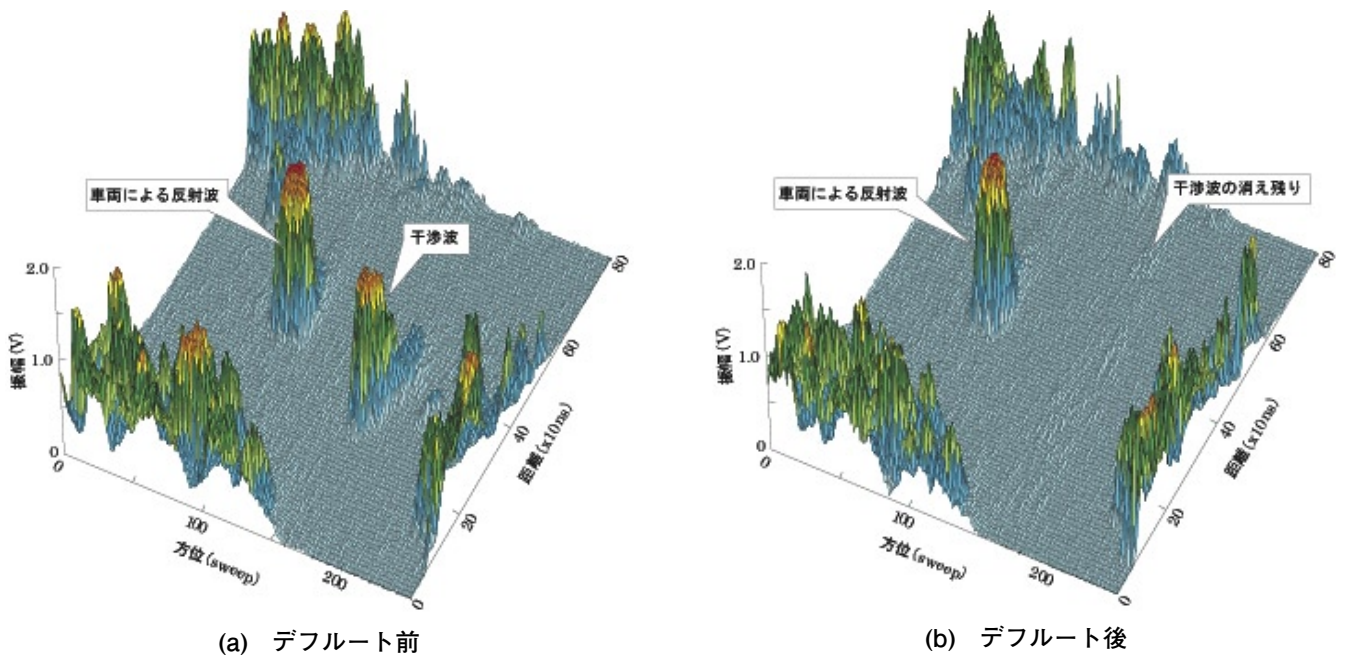 車両による反射波
干渉波
2.0
1.0
0
振幅(V)
0
100
200
方位(sweep)
0
20
40
60
80
距離(x10ns)
(a) デフルート前
車両による反射波
干渉波の消え残り
2.0
1.0
0
振幅(V)
0
100
200
方位(sweep)
0
20
40
60
80
距離(x10ns)
(b) デフルート後